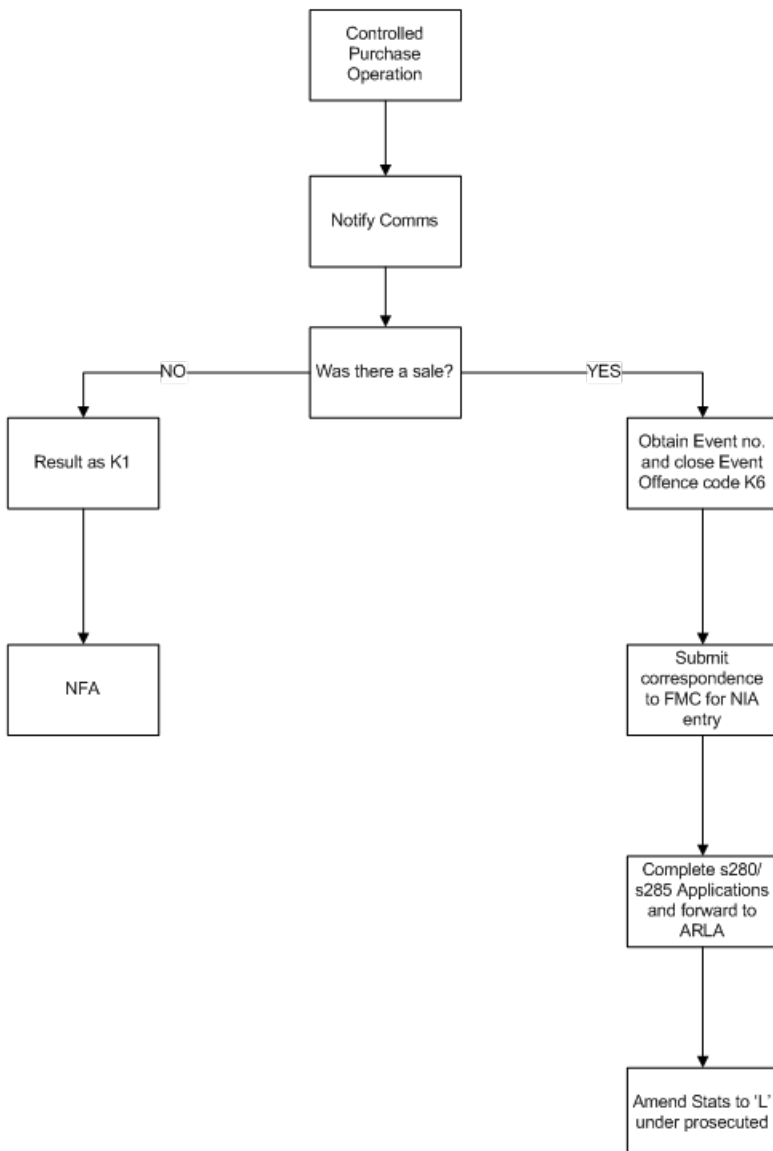 Controlled
Purchase
Operation
Notify Comms
Was there a sale?
NO
YES
Result as K1
Obtain Event no.
and close Event
Offence code K6
NFA
Submit
correspondence
to FMC for NIA
entry
Complete s280/
s285 Applications
and forward to
ARLA
Amend Stats to 'L'
under prosecuted